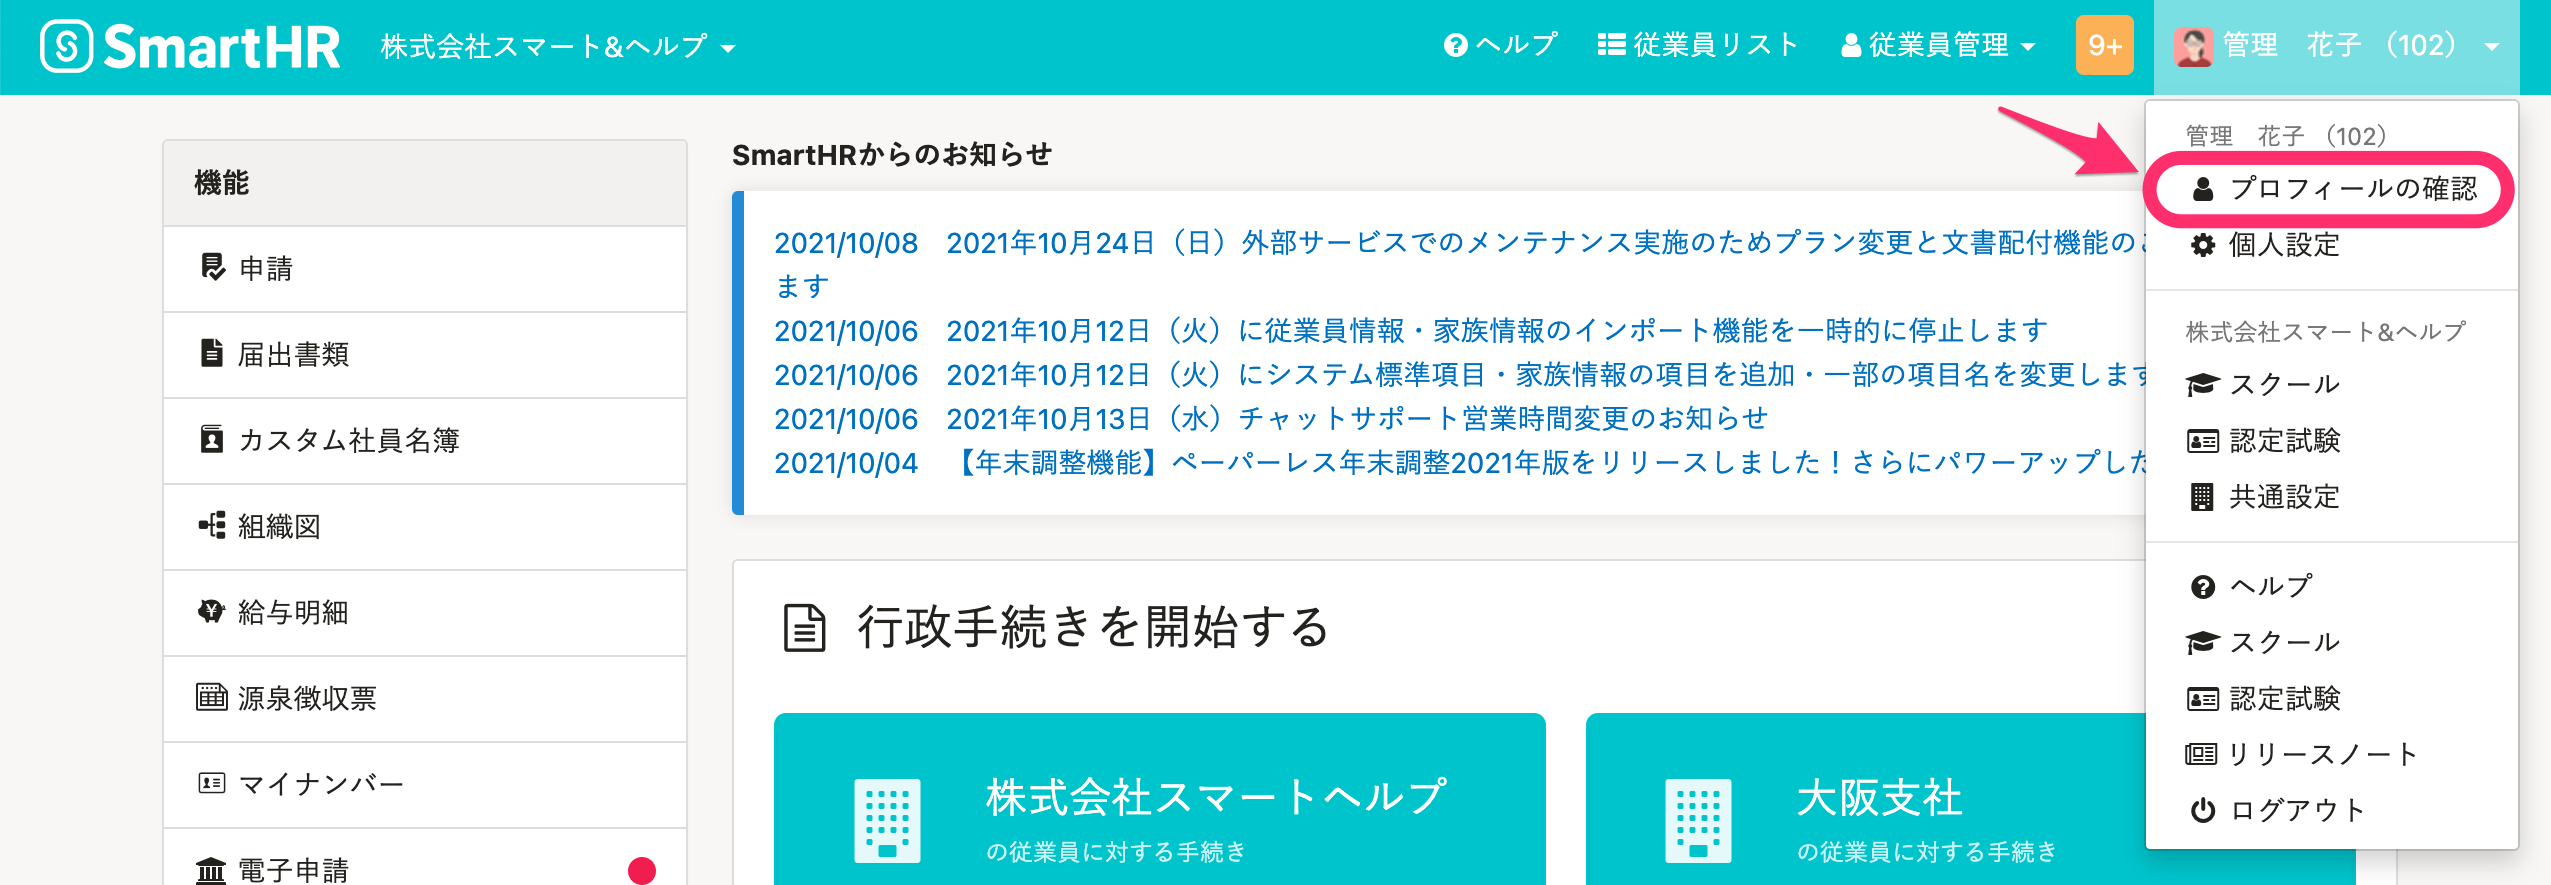 SmartHR 株式会社スマート&ヘルプ
ヘルプ 従業員リスト 従業員管理 9+ 管理 花子 (102)
機能
申請
届出書類
カスタム社員名簿
組織図
給与明細
源泉徴収票
マイナンバー
電子申請
SmartHRからのお知らせ
2021/10/08 2021年10月24日（日）外部サービスでのメンテナンス実施のためプラン変更と文書配付機能の
ます
2021/10/06 2021年10月12日（火）に従業員情報・家族情報のインポート機能を一時的に停止します
2021/10/06 2021年10月12日（火）にシステム標準項目・家族情報の項目を追加・一部の項目名を変更します
2021/10/06 2021年10月13日（水）チャットサポート営業時間変更のお知らせ
2021/10/04 【年末調整機能】ペーパーレス年末調整2021年版をリリースしました！さらにパワーアップした
行政手続きを開始する
株式会社スマートヘルプ
の従業員に対する手続き
大阪支社
の従業員に対する手続き
管理 花子 (102)
プロフィールの確認
個人設定
株式会社スマート&ヘルプ
スクール
認定試験
共通設定
ヘルプ
スクール
認定試験
リリースノート
ログアウト